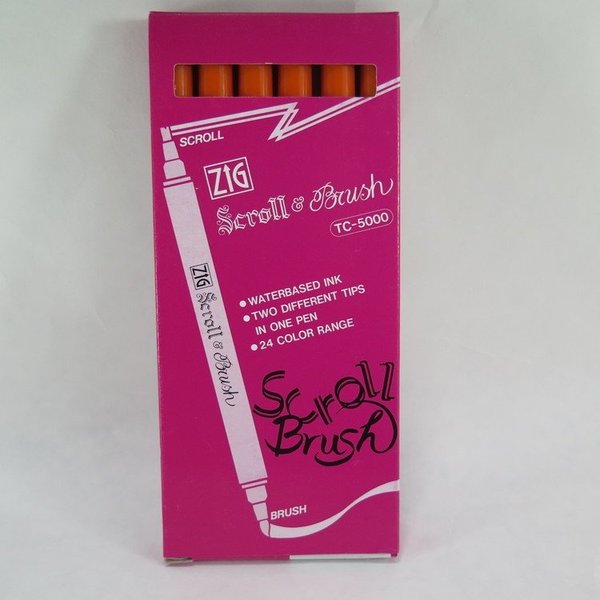 SCROLL
ZIG
Scroll & Brush
TC-5000
ZIG Scroll & Brush
• WATERBASED INK
• TWO DIFFERENT TIPS
IN ONE PEN
• 24 COLOR RANGE
Scroll
Brush
BRUSH